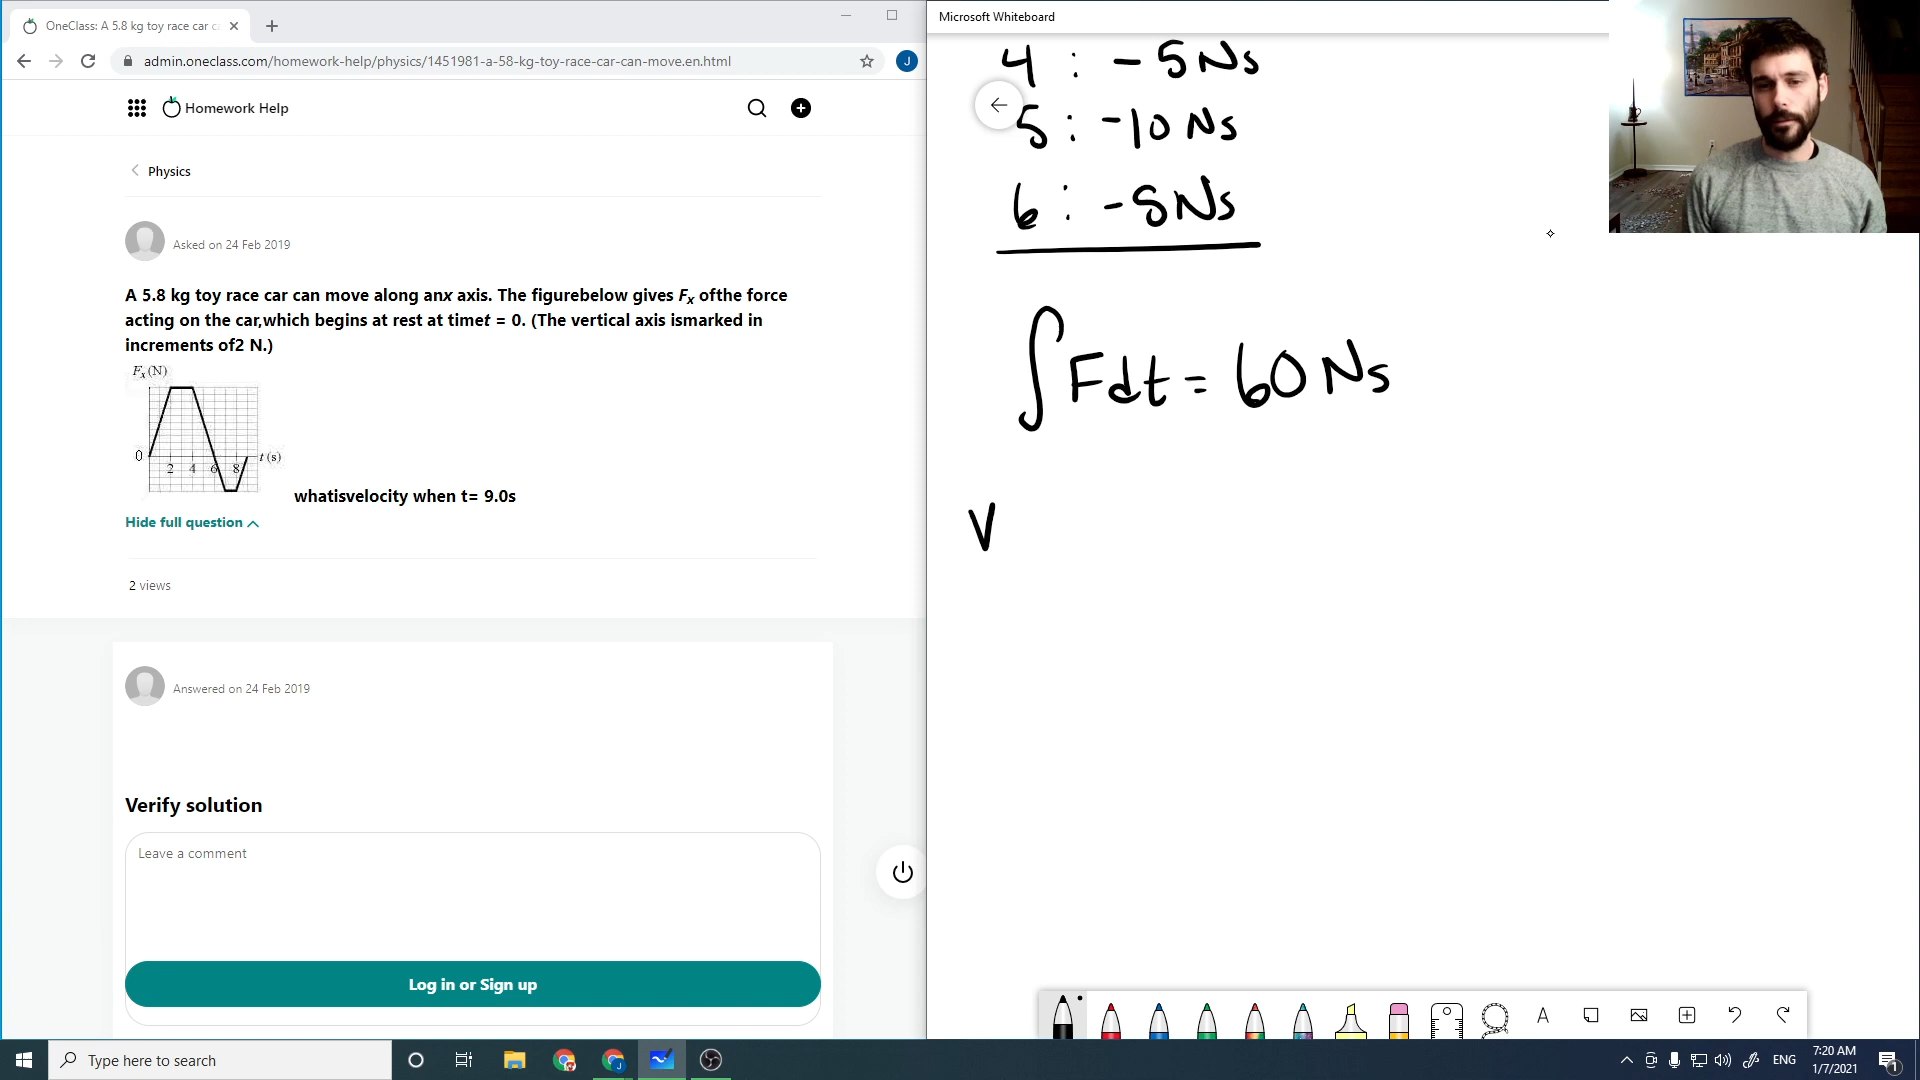 OneClass: A 5.8 kg toy race car c
admin.oneclass.com/homework-help/physics/1451981-a-58-kg-toy-race-car-can-move.en.html
J
Homework Help
Physics
Asked on 24 Feb 2019
A 5.8 kg toy race car can move along anx axis. The figurebelow gives Fx ofthe force
acting on the car,which begins at rest at timet = 0. (The vertical axis ismarked in
increments of2 N.)
Fx(N)
0
2 4 6 8
t (s)
whatisvelocity when t= 9.0s
Hide full question
2 views
Answered on 24 Feb 2019
Verify solution
Leave a comment
Log in or Sign up
Microsoft Whiteboard
4 : -5Ns
5 : -10 Ns
6 : -5Ns
∫Fdt = 60 Ns
V
A
Type here to search
J
ENG
7:20 AM
1/7/2021
1